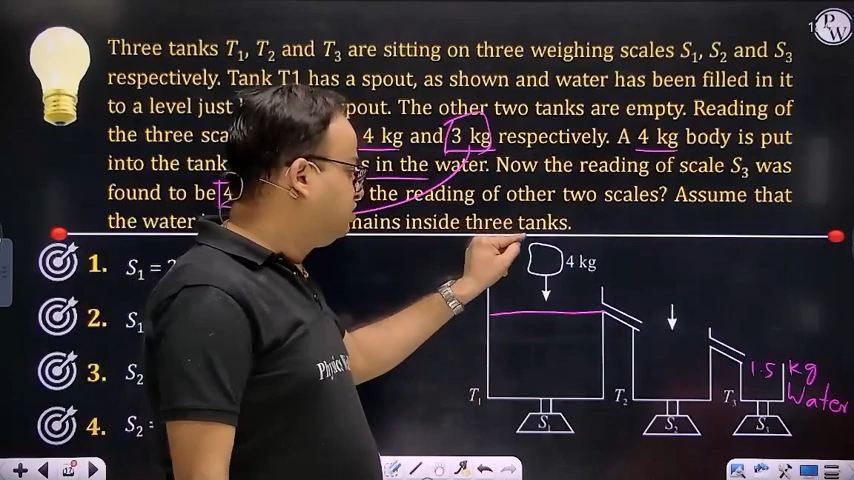 Three tanks T₁, T₂ and T₃ are sitting on three weighing scales S₁, S₂ and S₃
respectively. Tank T1 has a spout, as shown and water has been filled in it
to a level just spout. The other two tanks are empty. Reading of
the three 4 kg and 3 kg respectively. A 4 kg body is put
into the tank in the water. Now the reading of scale S₃ was
found to be 4 the reading of other two scales? Assume that
the water inside three tanks.
1. S₁ =
2. S₁
3. S₂
4. S₂ =
4 kg
1.5 kg
Water
T₁ T₂ T₃
S₁ S₂ S₃
P
W